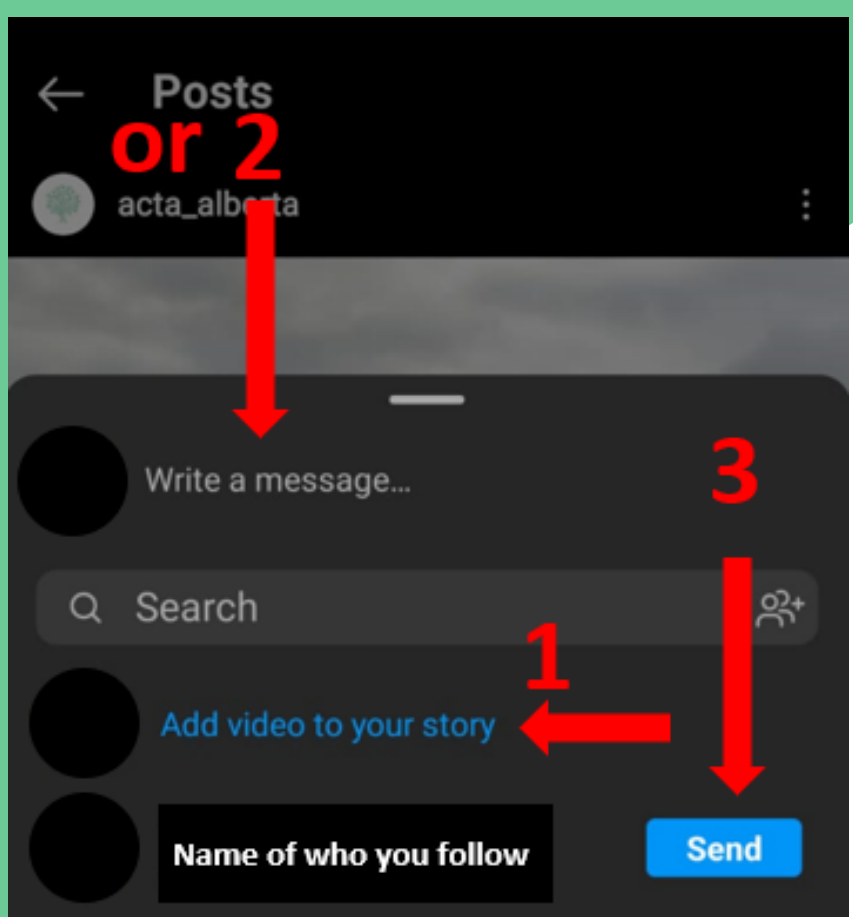 Posts
or 2
acta_alberta
Write a message...
3
Search
1
Add video to your story
Name of who you follow
Send